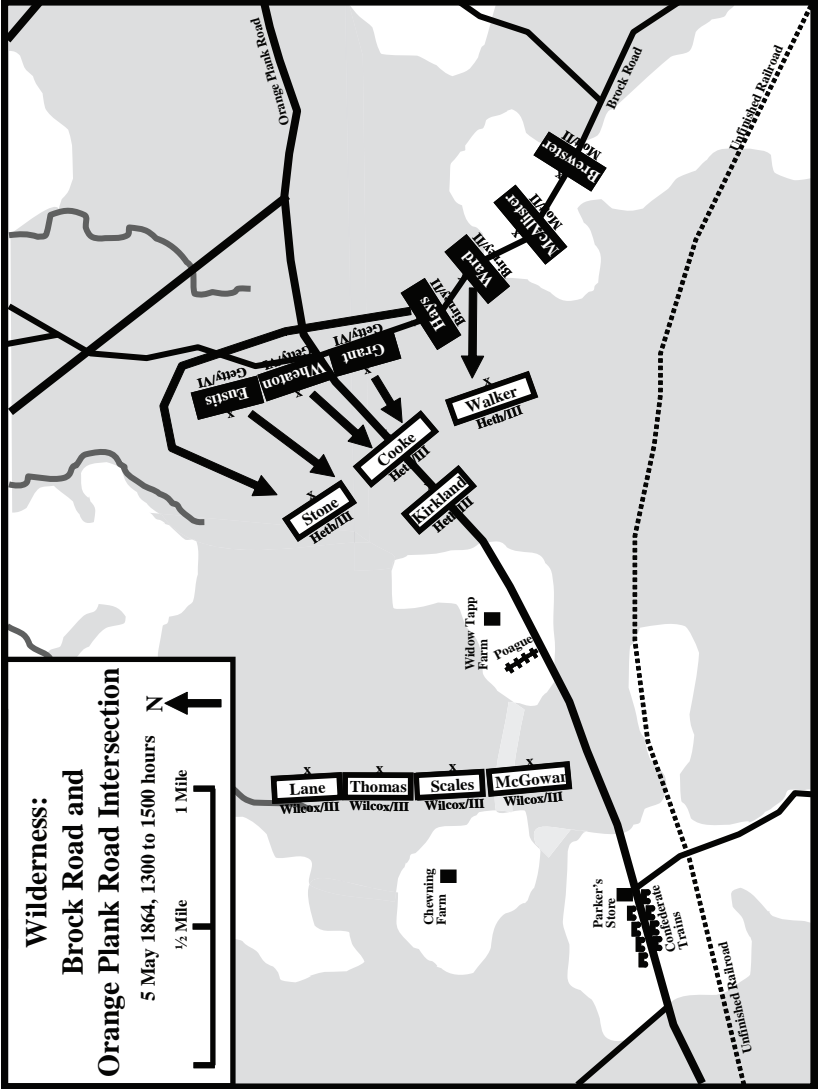 Wilderness:
Brock Road and
Orange Plank Road Intersection
5 May 1864, 1300 to 1500 hours
N
½ Mile
1 Mile
Orange Plank Road
Brock Road
Unfinished Railroad
Brewster
x
Mott/II
McAllister
x
Mott/II
Ward
Birney/II
Hays
Birney/II
Getty/VI
Grant
x
Getty/VI
Wheaton
x
Getty/VI
Eustis
x
x
Walker
Heth/III
Cooke
Heth/III
Kirkland
Heth/III
x
Stone
Heth/III
Widow Tapp
Farm
Poague
x
Lane
Wilcox/III
x
Thomas
Wilcox/III
x
Scales
Wilcox/III
x
McGowan
Wilcox/III
Chewning
Farm
Parker's
Store
Confederate
Trains
Unfinished Railroad